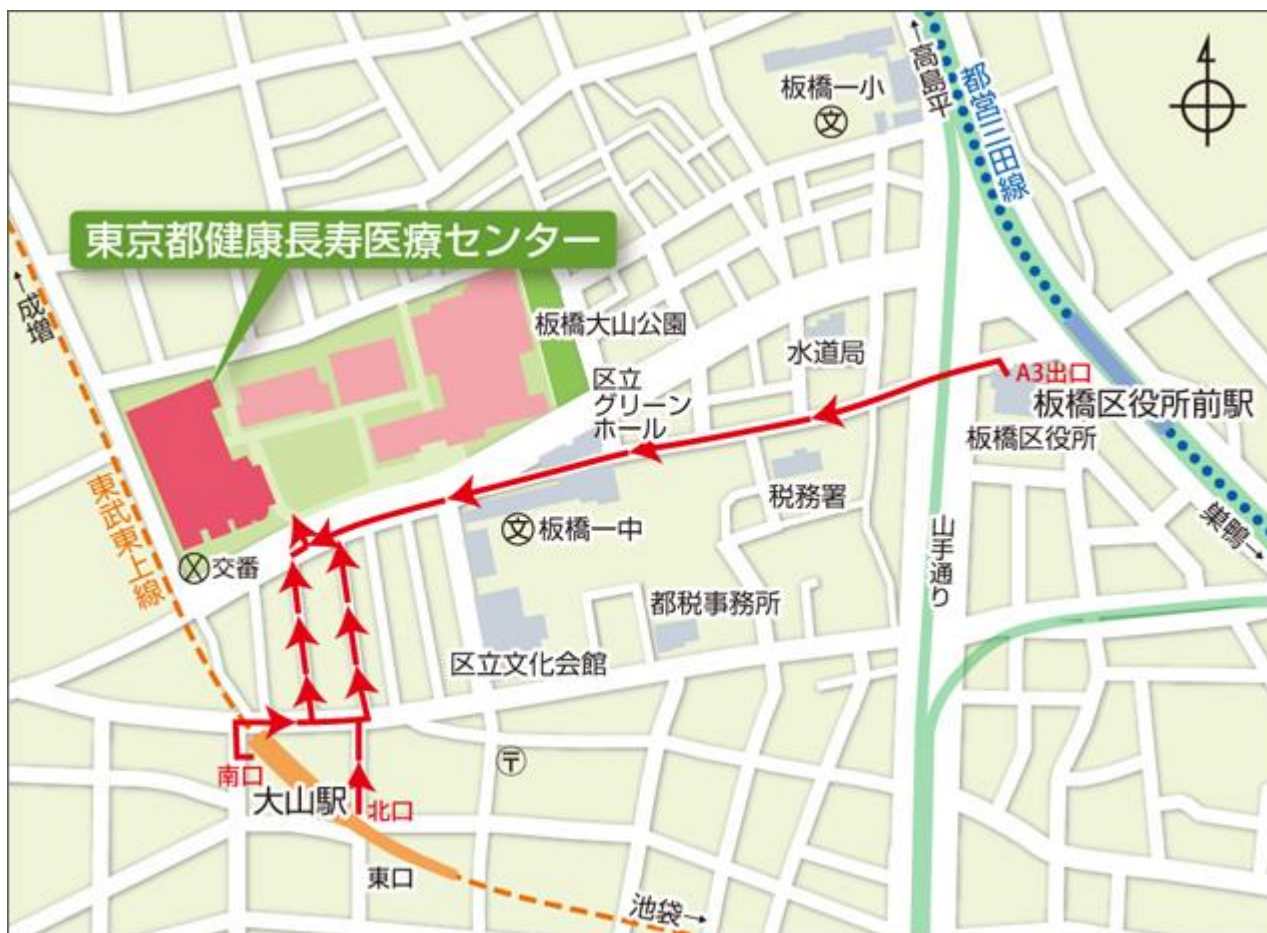 板橋一小
文
←高島平
都営三田線
東京都健康長寿医療センター
←成増
板橋大山公園
水道局
区立
グリーン
ホール
A3出口
板橋区役所前駅
板橋区役所
税務署
文 板橋一中
山手通り
巣鴨→
東武東上線
X 交番
都税事務所
区立文化会館
〒
南口
大山駅
北口
東口
池袋→